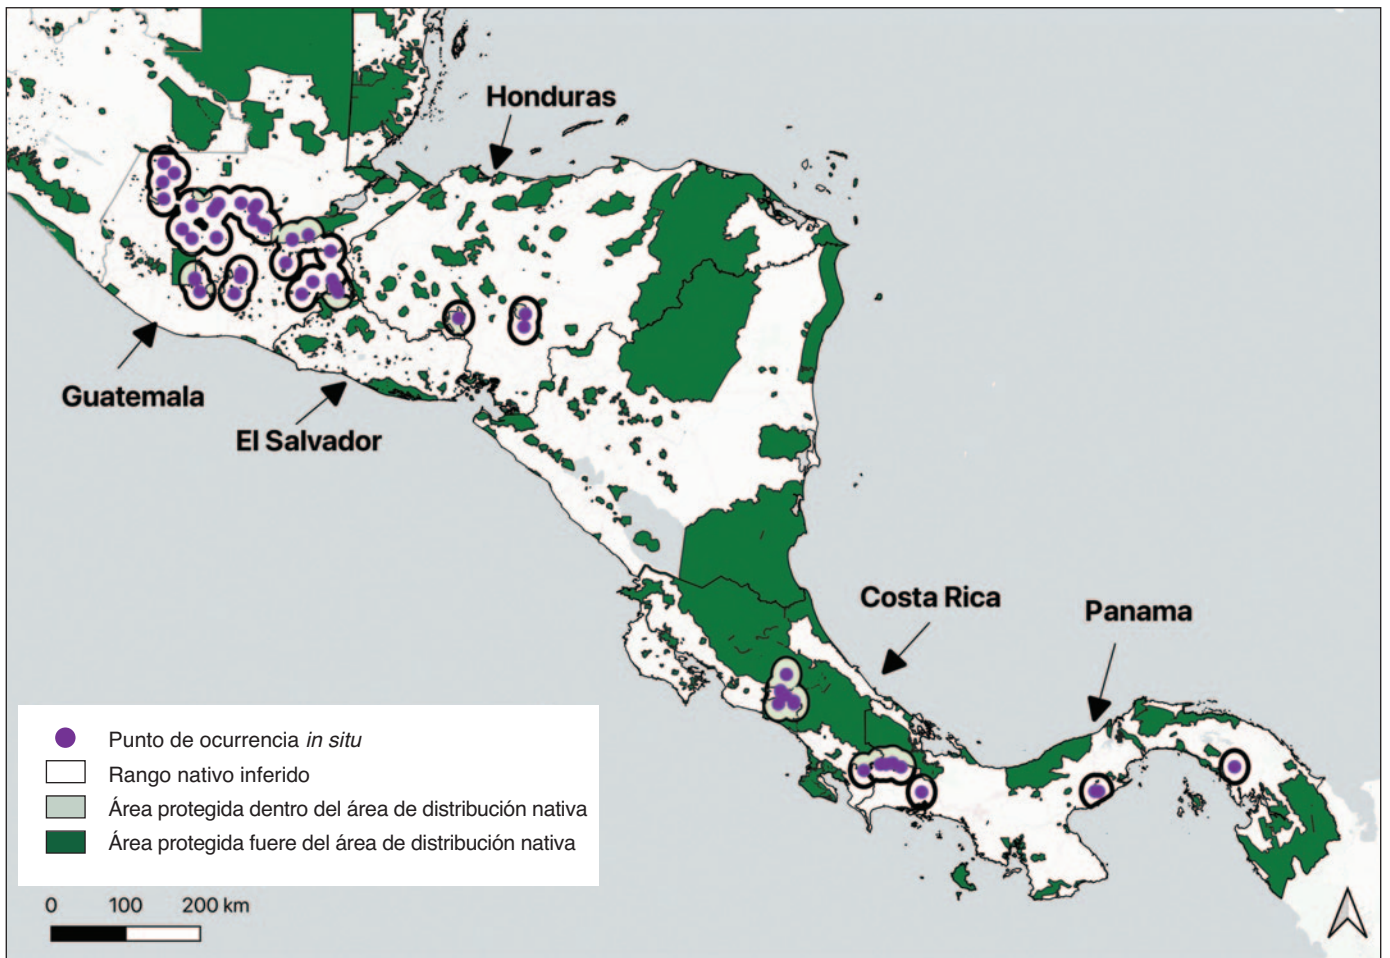 Honduras
Guatemala
El Salvador
Costa Rica
Panama
Punto de ocurrencia in situ
Rango nativo inferido
Área protegida dentro del área de distribución nativa
Área protegida fuere del área de distribución nativa
0 100 200 km